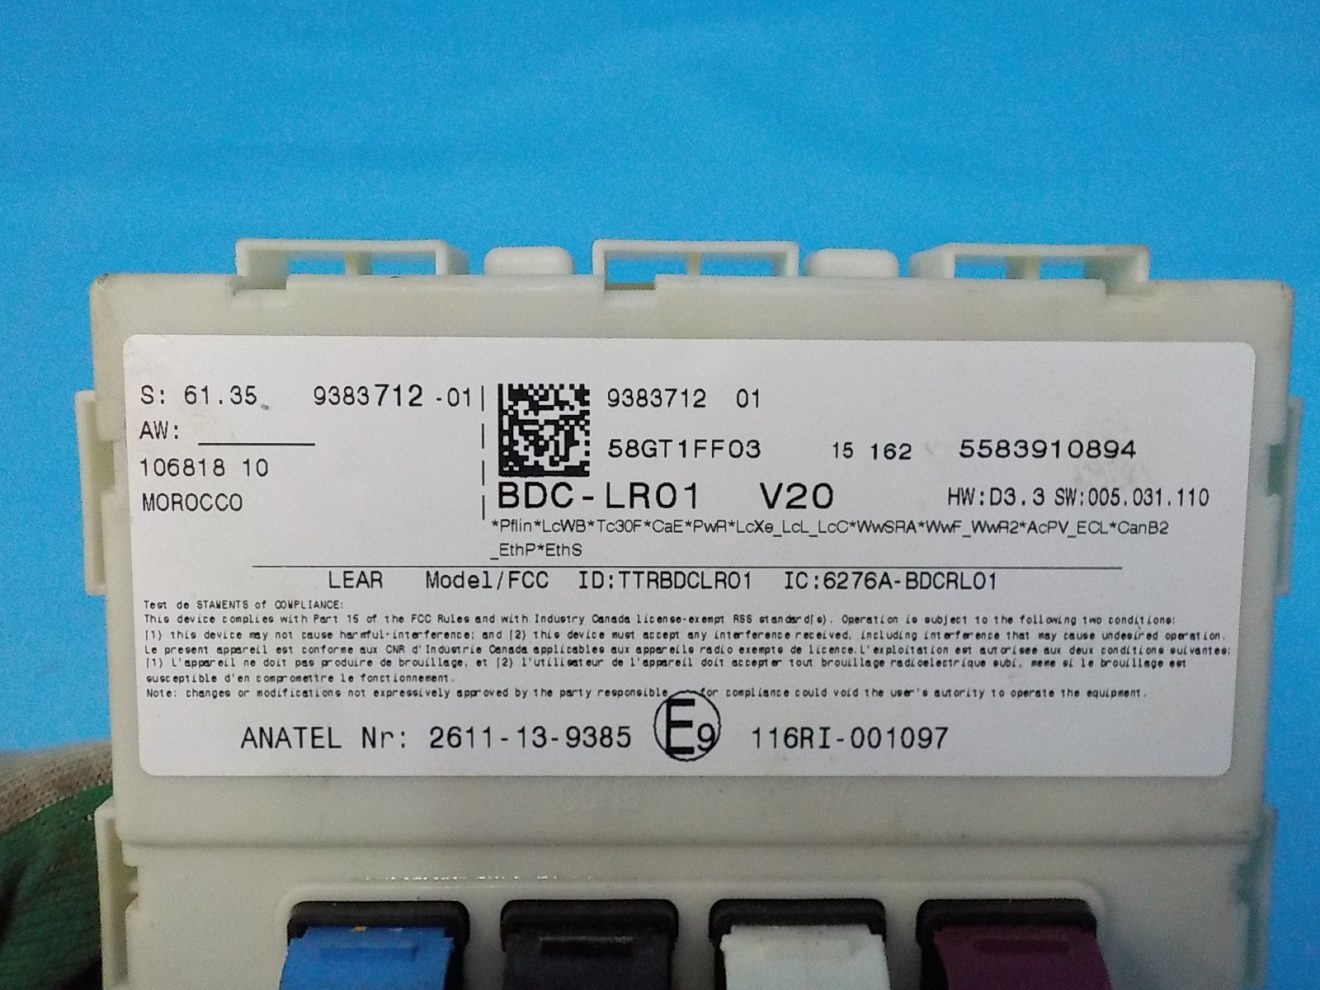 S: 61.35 9383712 -01
AW:
106818 10
MOROCCO
9383712 01
58GT1FF03 15 162 5583910894
BDC-LR01 V20 HW:D3.3 SW:005.031.110
*Pflin*LcWB*Tc30F*CaE*PwR*LcXe_LcL_LcC*WwSRA*WwF_WwR2*AcPV_ECL*CanB2
_EthP*EthS
LEAR Model/FCC ID:TTRBDCLR01 IC:6276A-BDCRL01
Test de STAMENTS of COMPLIANCE:
This device complies with Part 15 of the FCC Rules and with Industry Canada license-exempt RSS standard(s). Operation is subject to the following two conditions:
(1) this device may not cause harmful-interference; and (2) this device must accept any interference received, including interference that may cause undesired operation.
Le present appareil est conforme aux CNR d'Industrie Canada applicables aux appareils radio exempts de licence.L'exploitation est autorisee aux deux conditions suivantes:
(1) L'appareil ne doit pas produire de brouillage, et (2) l'utilisateur de l'appareil doit accepter tout brouillage radioelectrique subi, meme si le brouillage est
susceptible d'en compromettre le fonctionnement.
Note: changes or modifications not expressively approved by the party responsible for compliance could void the user's autority to operate the equipment.
ANATEL Nr: 2611-13-9385 E9 116RI-001097